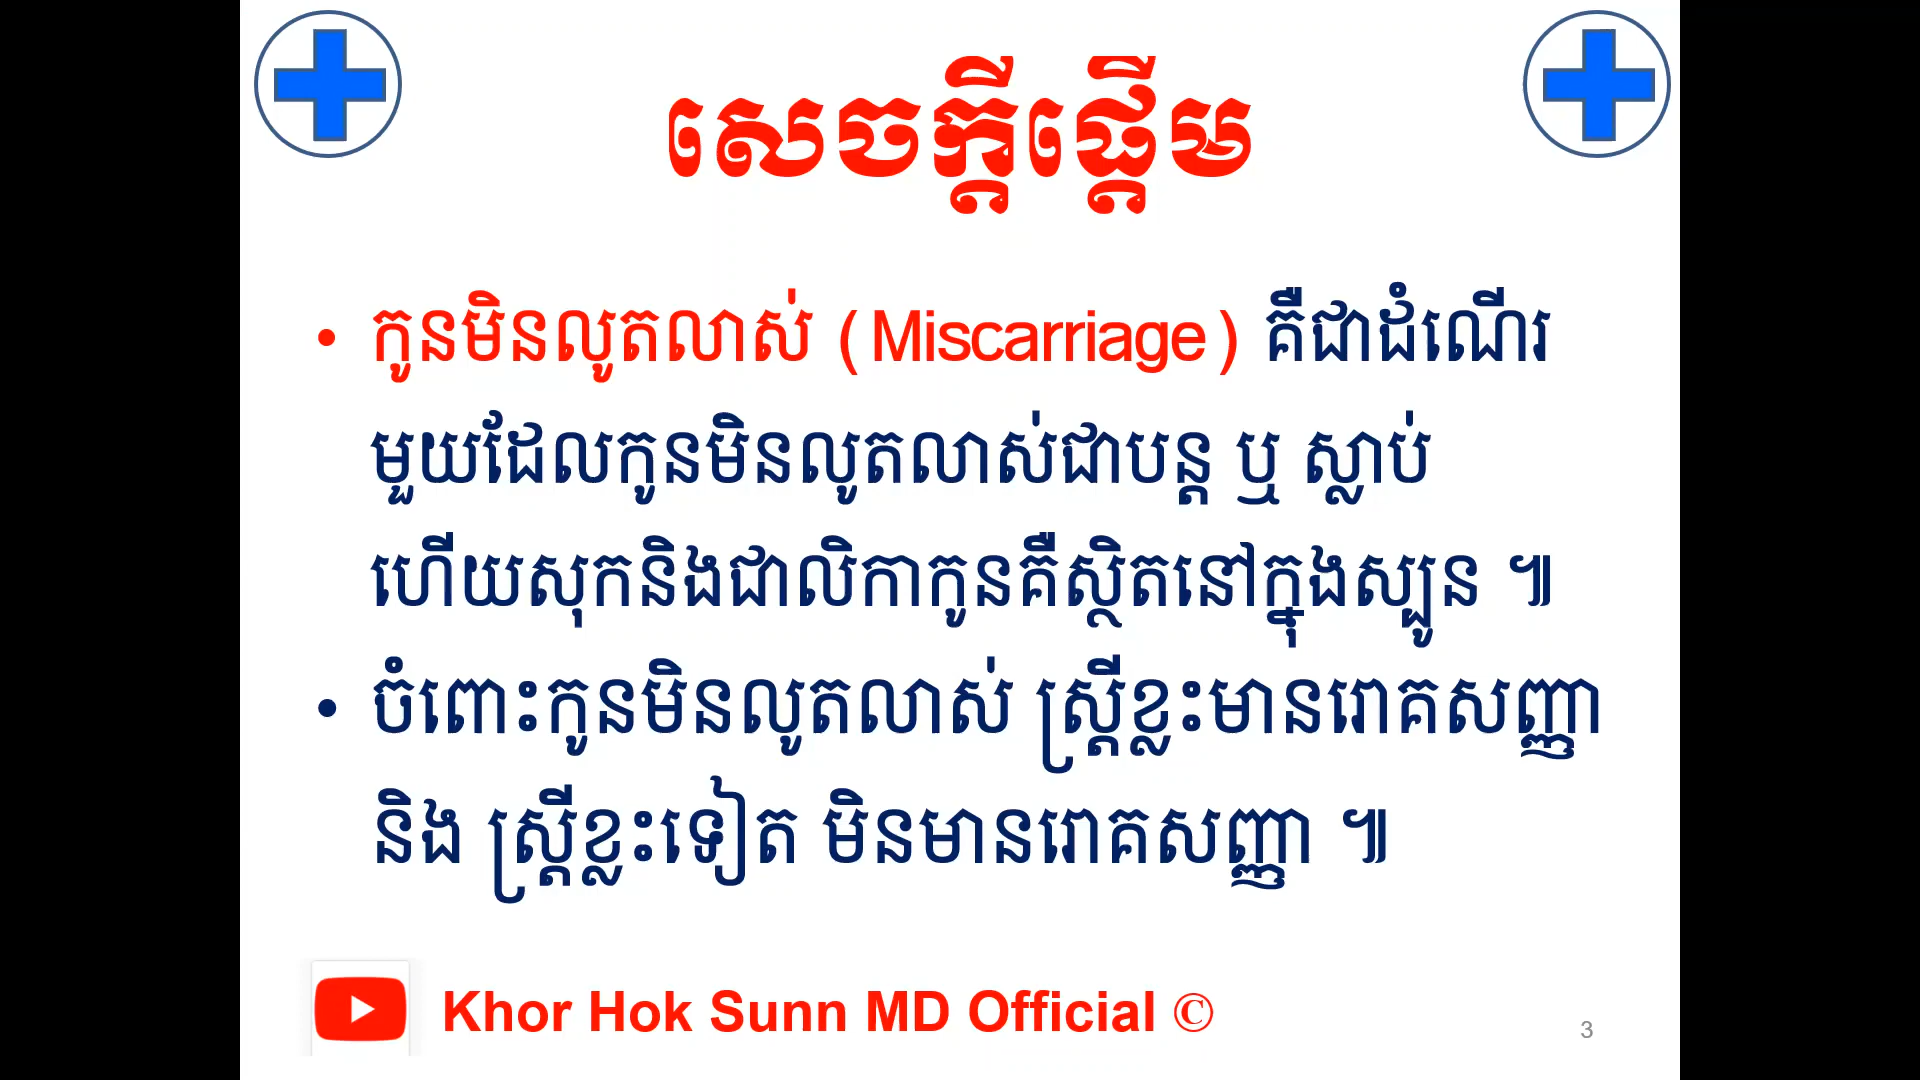 សេចក្ដីផ្ដើម
• កូនមិនលូតលាស់ (Miscarriage) គឺជាដំណើរ
មួយដែលកូនមិនលូតលាស់ជាបន្ត ឬ ស្លាប់
ហើយសុកនិងជាលិកាកូនគឺស្ថិតនៅក្នុងស្បូន ៕
• ចំពោះកូនមិនលូតលាស់ ស្ត្រីខ្លះមានរោគសញ្ញា
និង ស្ត្រីខ្លះទៀត មិនមានរោគសញ្ញា ៕
Khor Hok Sunn MD Official ©
3